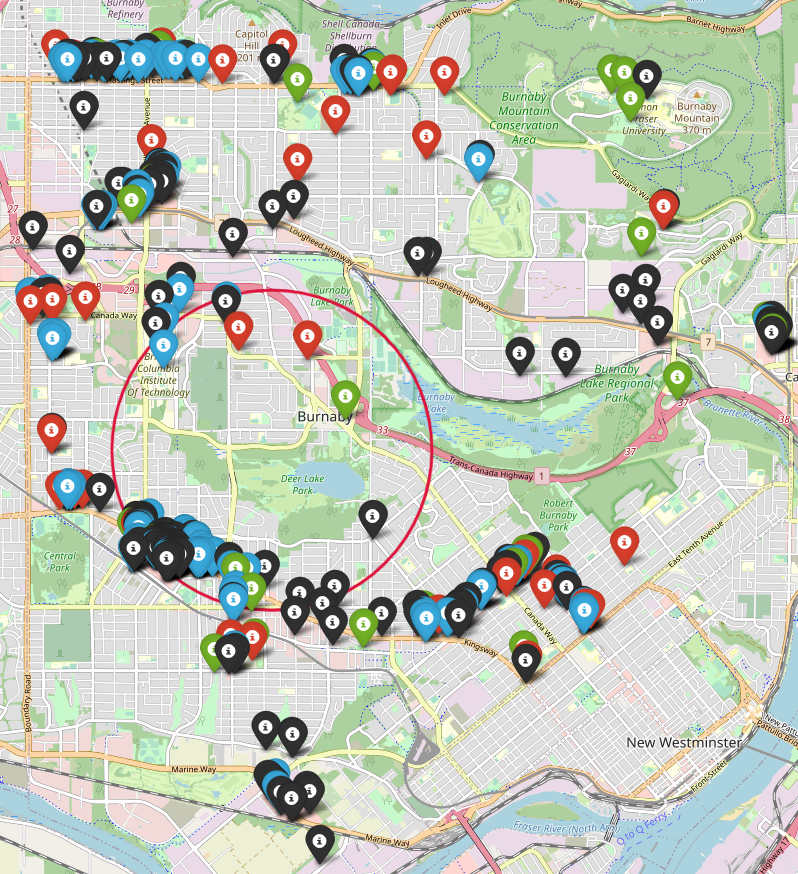 Burnaby
Refinery
Inlet Drive
Highway
Barnet Highway
Capitol
Hill
201
Shell Canada
Shellburn
Street
Avenue
Burnaby
Mountain
Conservation
Area
Simon
Fraser
University
Burnaby
Mountain
370 m
Gaglardi Way
Gaglardi Way
27
28
Lougheed Highway
Lougheed Highway
29
Canada Way
Burnaby
Lake Park
7
British
Columbia
Institute
Of Technology
Burnaby
Lake Regional
Park
Burnaby
Lake
Burnaby
33
37
37
38
Brunette River
Trans-Canada Highway
1
Deer Lake
Park
Robert
Burnaby
Park
Central
Park
East Tenth Avenue
Canada Way
Kingsway
Boundary Road
New Westminster
Front Street
Marine Way
Marine Way
Fraser River (North Arm)
Q to Q Ferry
Highway 17